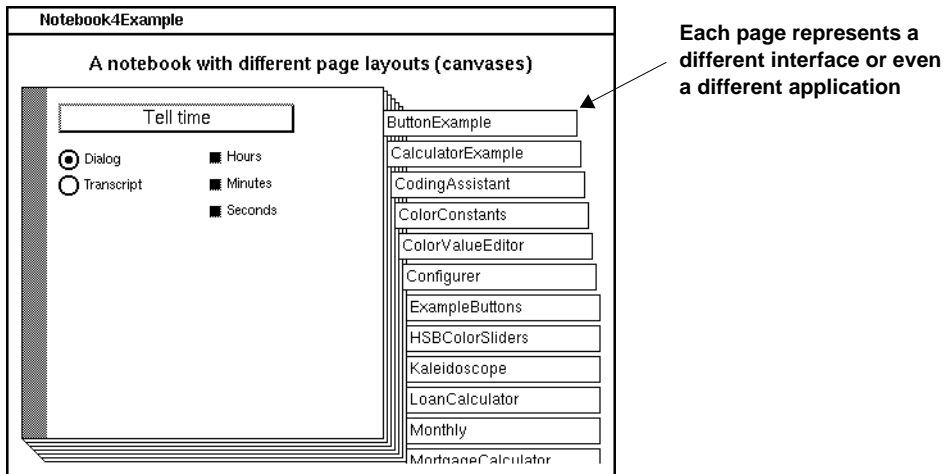 Notebook4Example
A notebook with different page layouts (canvases)
Each page represents a
different interface or even
a different application
Tell time
Dialog
Transcript
Hours
Minutes
Seconds
ButtonExample
CalculatorExample
CodingAssistant
ColorConstants
ColorValueEditor
Configurer
ExampleButtons
HSBColorSliders
Kaleidoscope
LoanCalculator
Monthly
MortgageCalculator